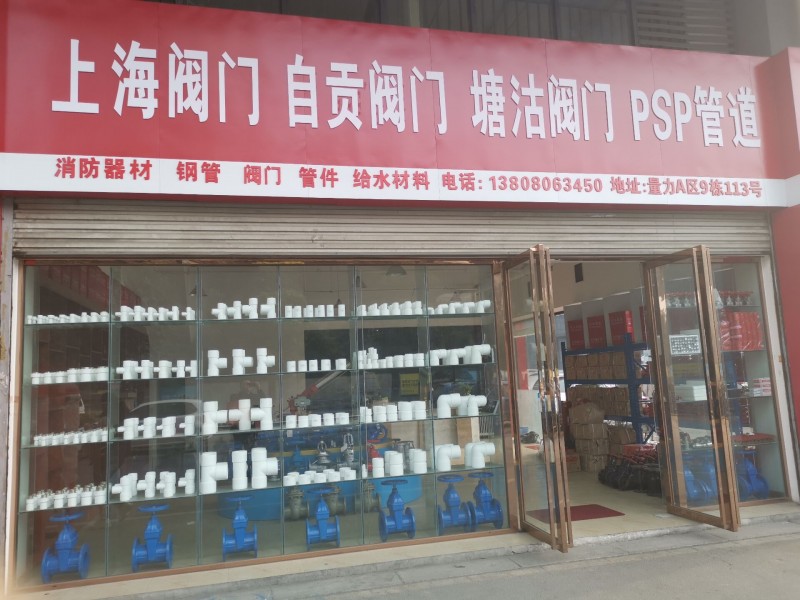 上海阀门 自贡阀门 塘沽阀门 PSP管道
消防器材 钢管 阀门 管件 给水材料 电话:13808063450 地址:量力A区9栋113号